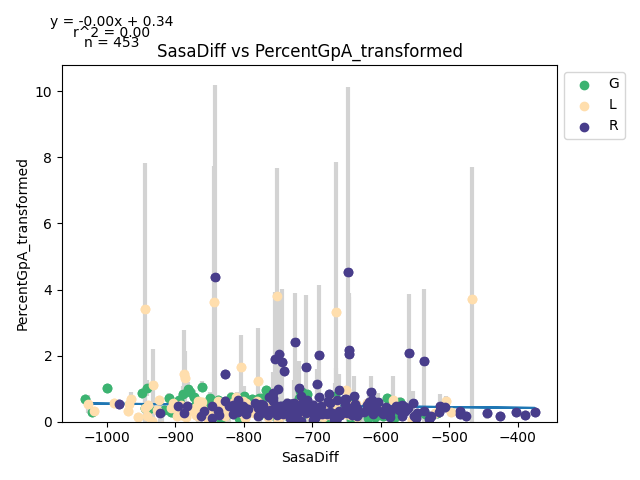 y = -0.00x + 0.34
r^2 = 0.00
n = 453
SasaDiff vs PercentGpA_transformed
10
8
6
4
2
0
PercentGpA_transformed
−1000 −900 −800 −700 −600 −500 −400
SasaDiff
G
L
R